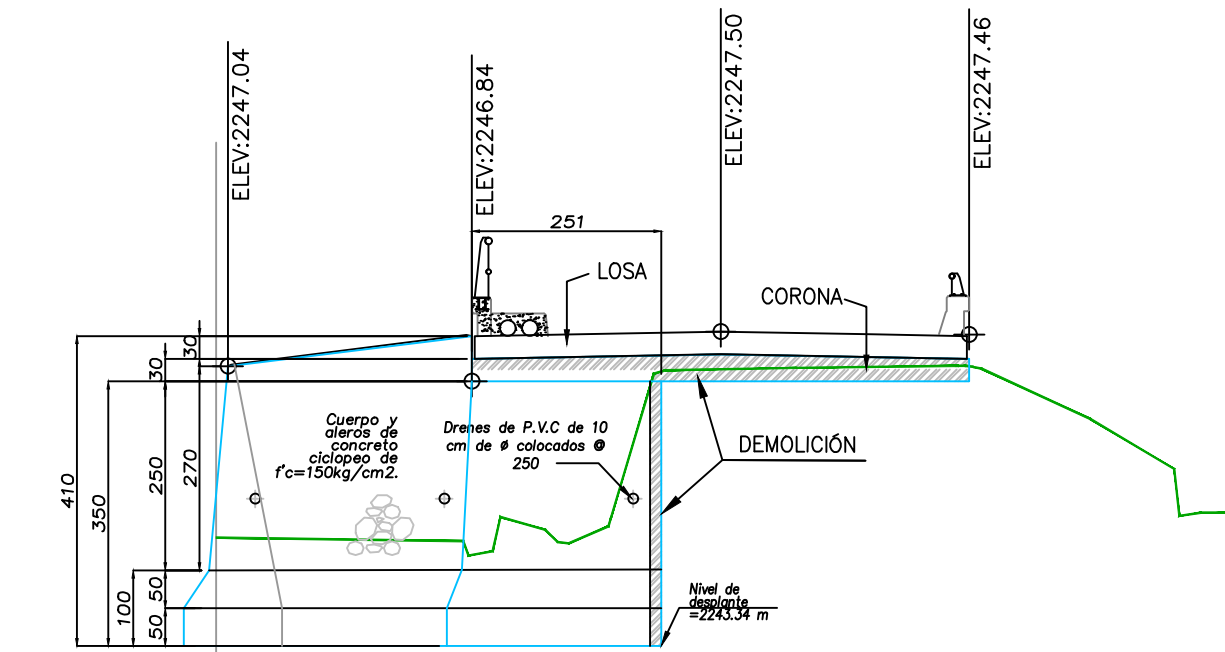 ELEV:2247.04
ELEV:2246.84
ELEV:2247.50
ELEV:2247.46
251
LOSA
CORONA
30
30
Cuerpo y
aleros de
concreto
ciclopeo de
f'c=150kg/cm2.
Drenes de P.V.C de 10
cm de ø colocados @
250
DEMOLICIÓN
410
350
250
270
100
50
50
Nivel de
desplante
=2243.34 m